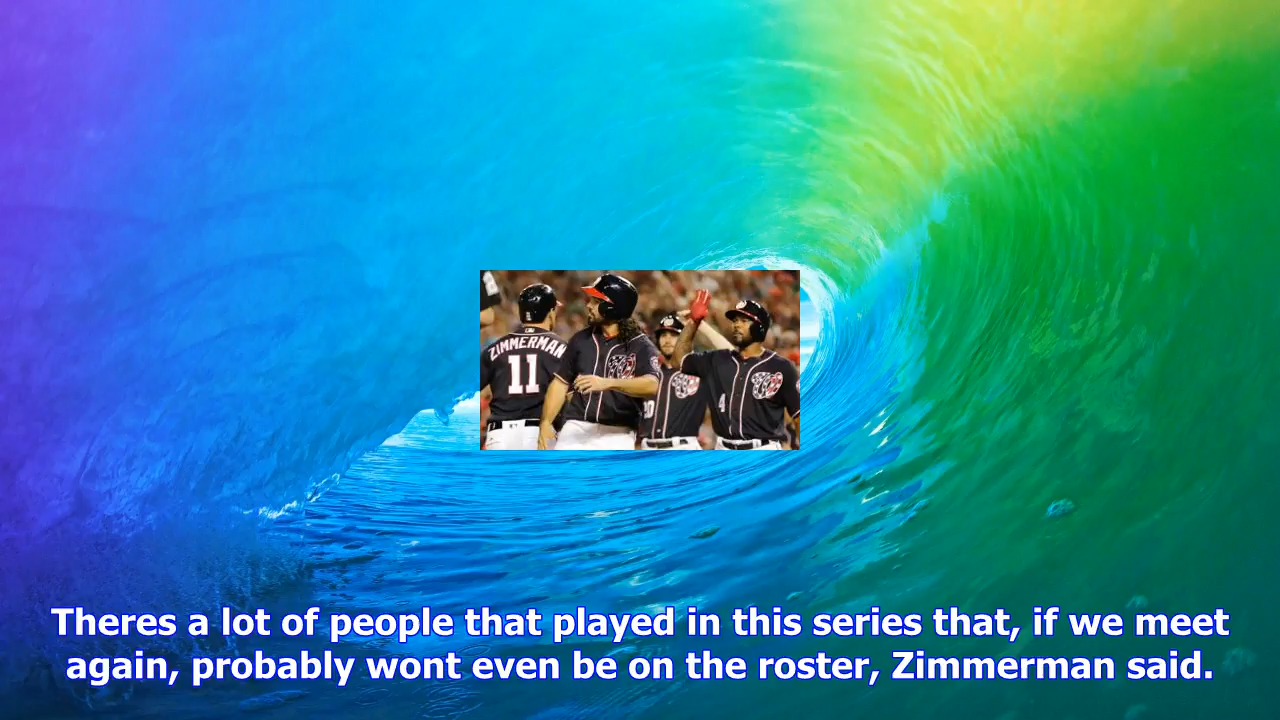 ZIMMERMAN
11
4
Theres a lot of people that played in this series that, if we meet
again, probably wont even be on the roster, Zimmerman said.